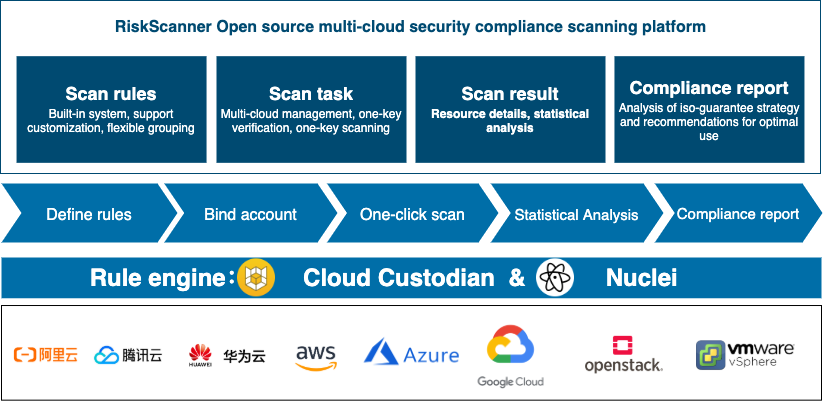 RiskScanner Open source multi-cloud security compliance scanning platform
Scan rules
Built-in system, support
customization, flexible grouping
Scan task
Multi-cloud management, one-key
verification, one-key scanning
Scan result
Resource details, statistical
analysis
Compliance report
Analysis of iso-guarantee strategy
and recommendations for optimal
use
Define rules
Bind account
One-click scan
Statistical Analysis
Compliance report
Rule engine: Cloud Custodian & Nuclei
阿里云
腾讯云
HUAWEI
华为云
aws
Azure
Google Cloud
openstack.
vmware
vSphere